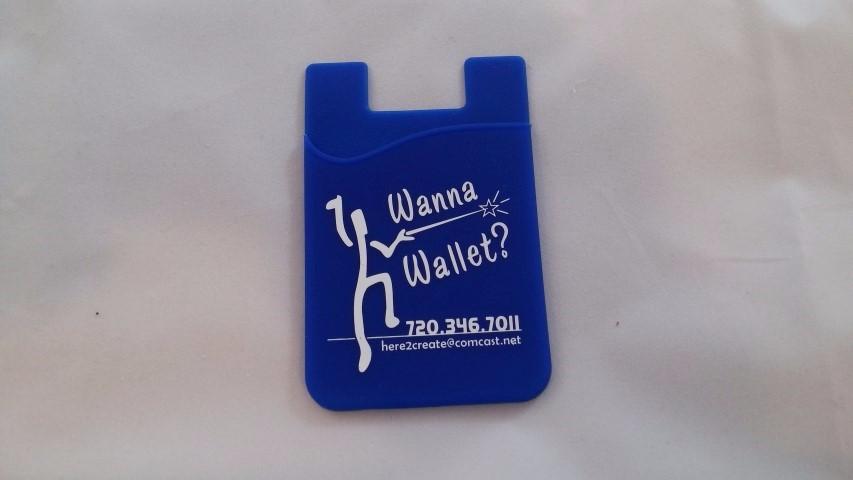 Wanna
Wallet?
720.346.7011
here2create@comcast.net